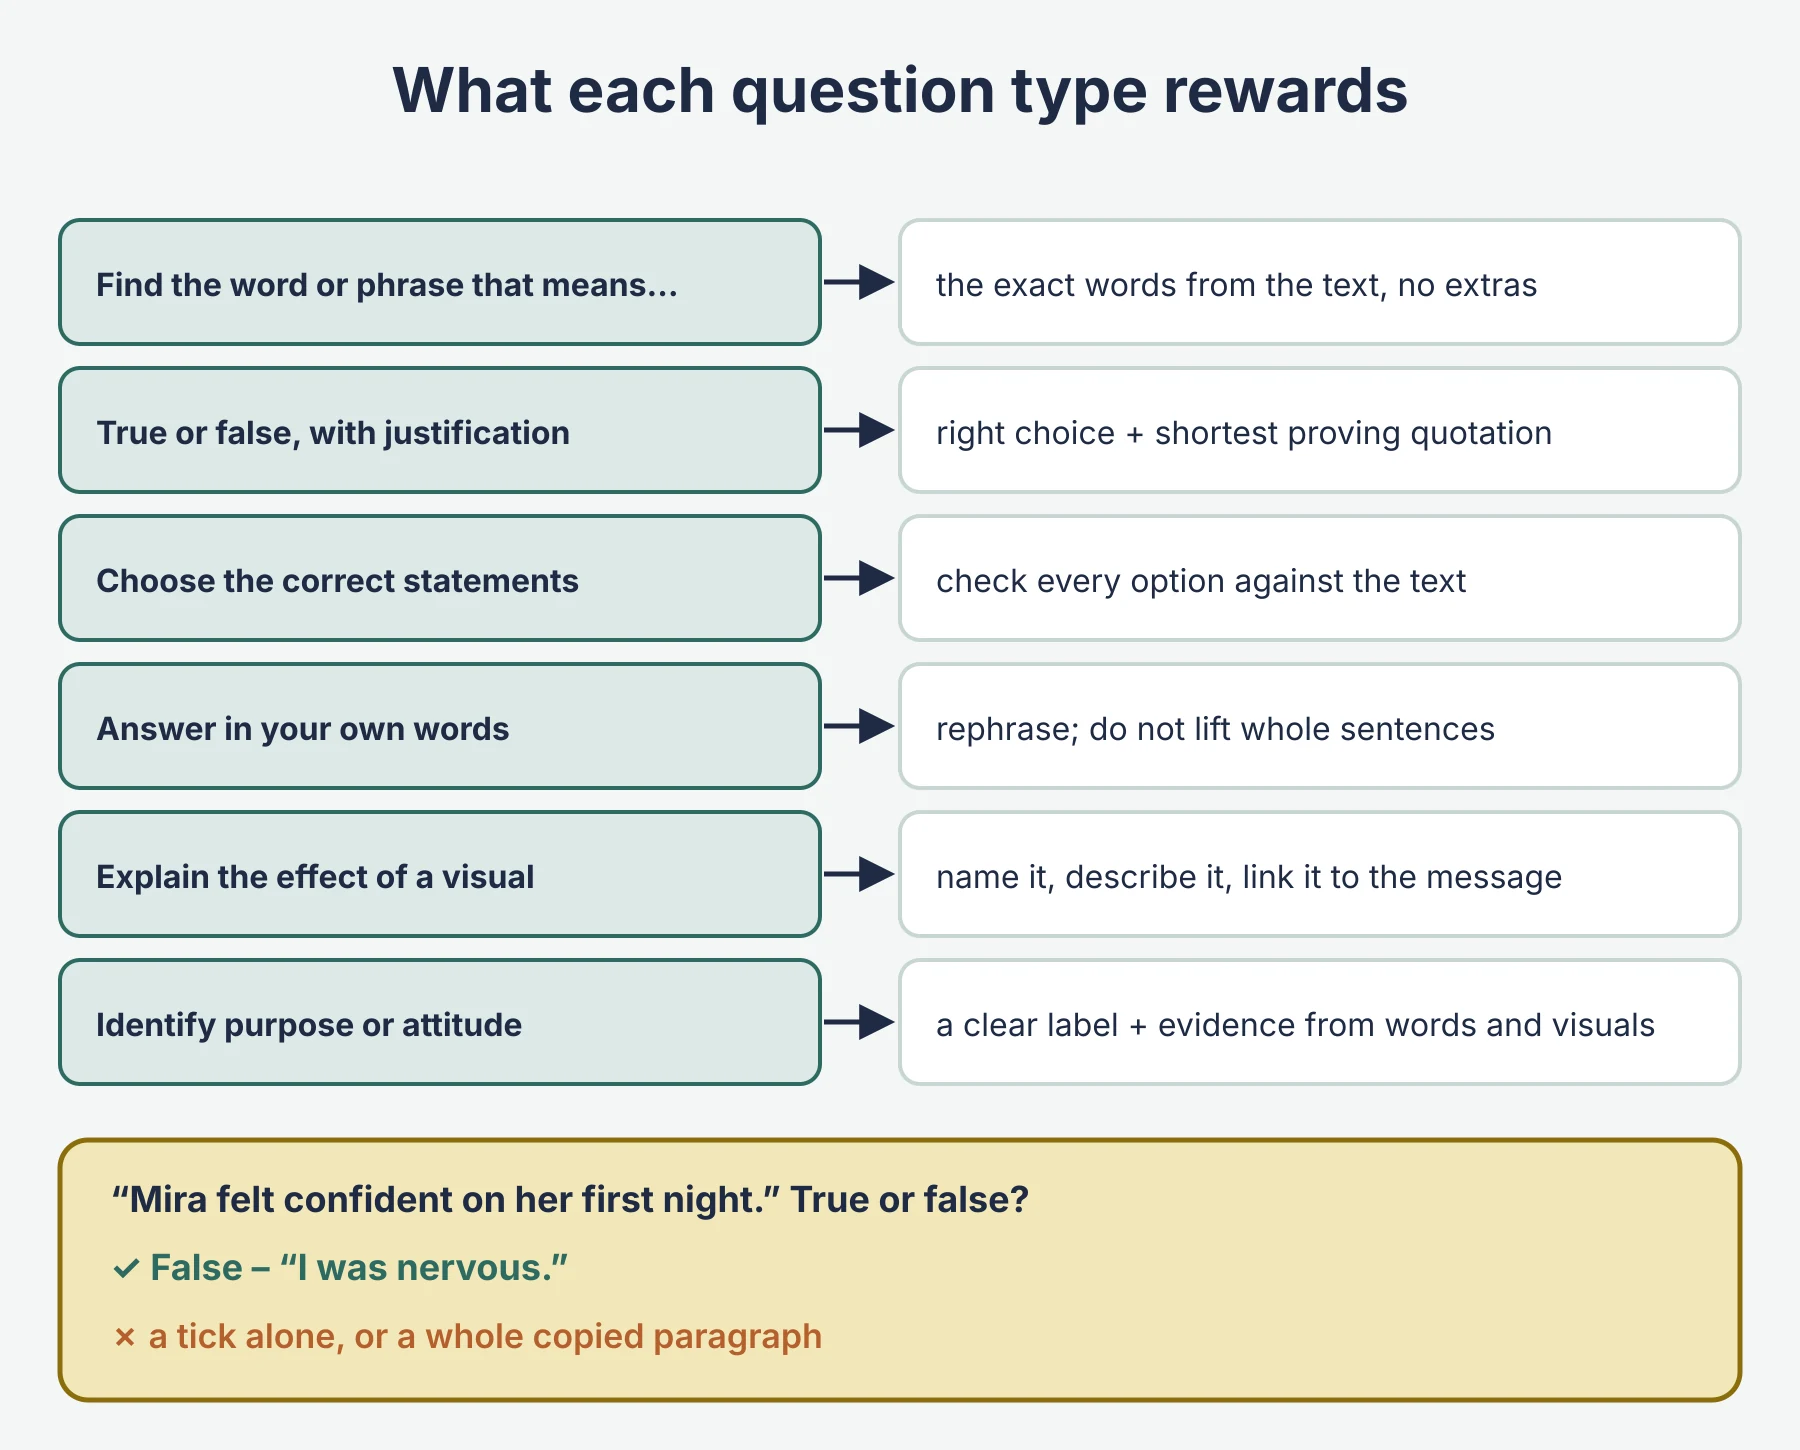 What each question type rewards
Find the word or phrase that means…
the exact words from the text, no extras
True or false, with justification
right choice + shortest proving quotation
Choose the correct statements
check every option against the text
Answer in your own words
rephrase; do not lift whole sentences
Explain the effect of a visual
name it, describe it, link it to the message
Identify purpose or attitude
a clear label + evidence from words and visuals
“Mira felt confident on her first night.” True or false?
✓ False – “I was nervous.”
× a tick alone, or a whole copied paragraph